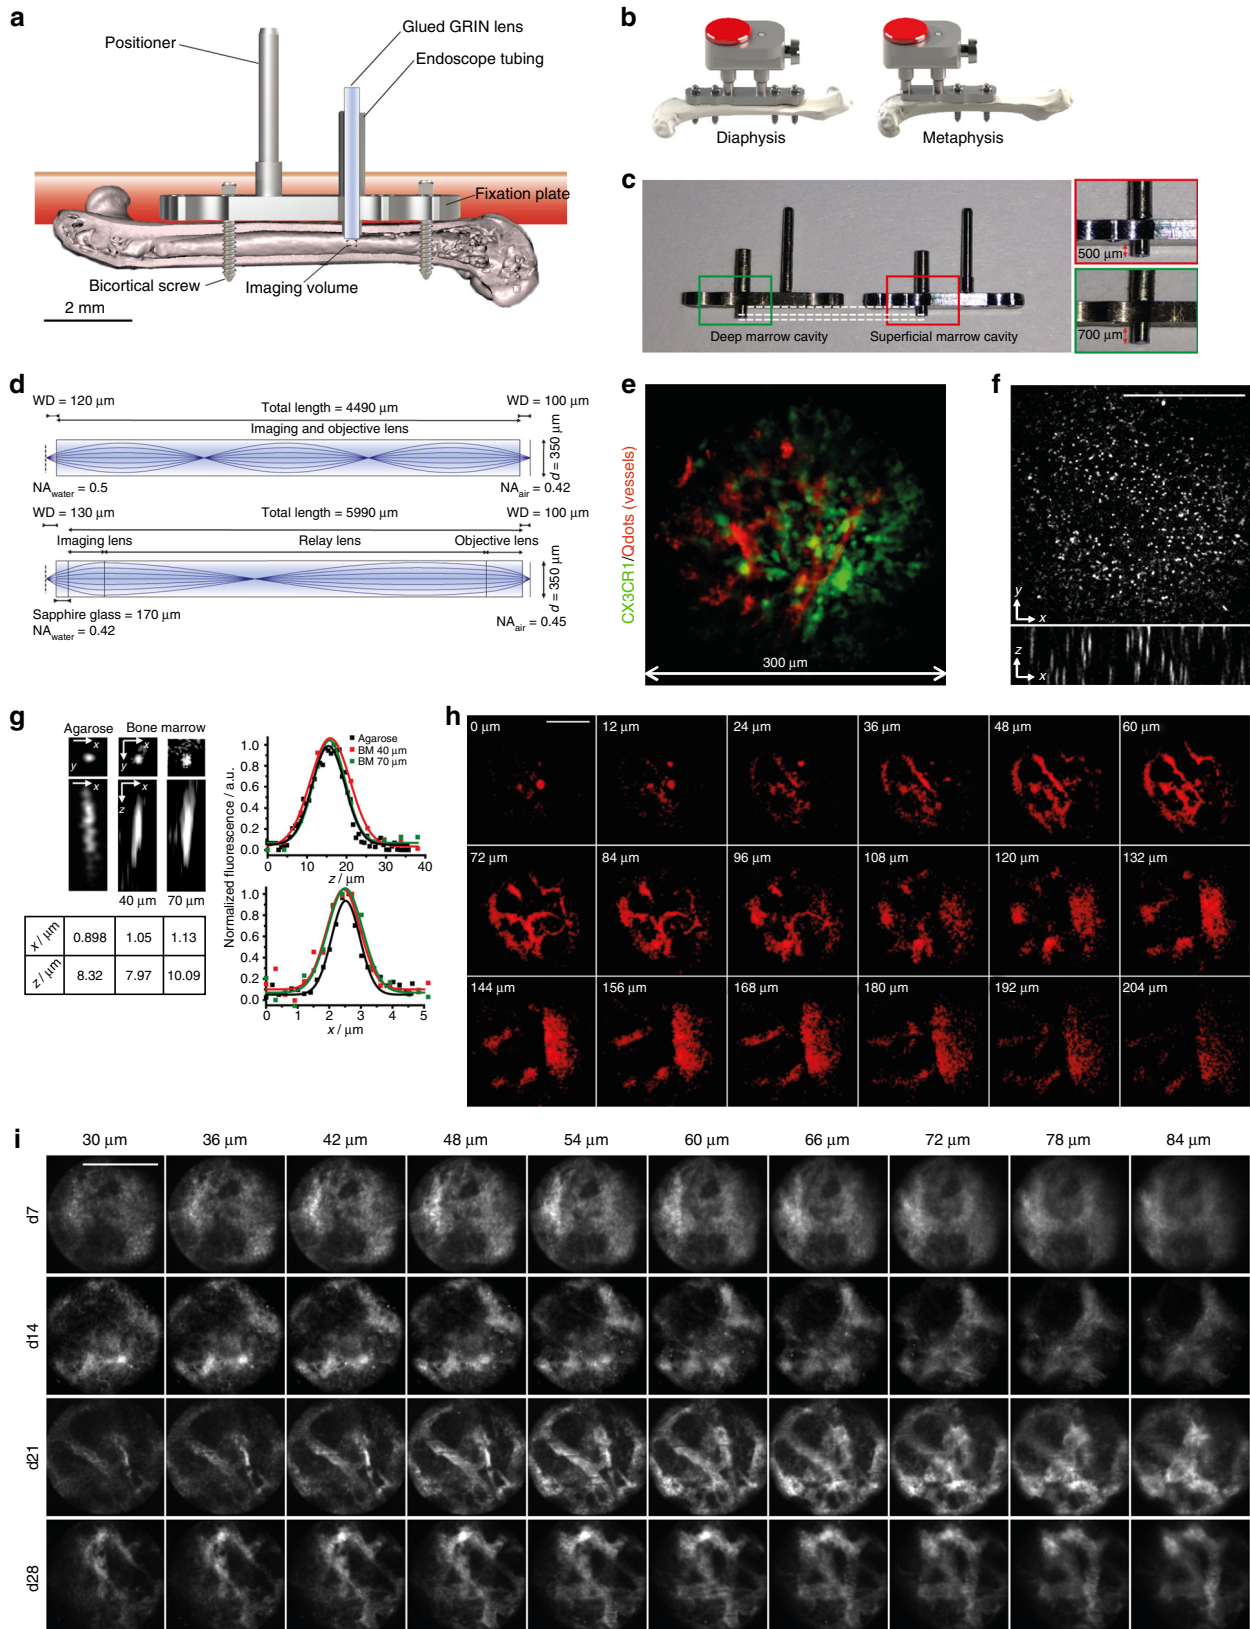 a
Glued GRIN lens
Positioner
Endoscope tubing
Fixation plate
Bicortical screw
Imaging volume
2 mm
b
Diaphysis
Metaphysis
c
Deep marrow cavity
Superficial marrow cavity
500 µm
700 µm
d
WD = 120 µm
Total length = 4490 µm
WD = 100 µm
Imaging and objective lens
d = 350 µm
NAwater = 0.5
NAair = 0.42
WD = 130 µm
Total length = 5990 µm
WD = 100 µm
Imaging lens
Relay lens
Objective lens
d = 350 µm
Sapphire glass = 170 µm
NAwater = 0.42
NAair = 0.45
e
CX3CR1/Qdots (vessels)
300 µm
f
y
x
z
x
g
Agarose
Bone marrow
x
y
x
y
x
z
40 µm
70 µm
x / µm 0.898 1.05 1.13
z / µm 8.32 7.97 10.09
Normalized fluorescence / a.u.
Agarose
BM 40 µm
BM 70 µm
1.0
0.8
0.6
0.4
0.2
0.0
0 10 20 30 40
z / µm
1.0
0.8
0.6
0.4
0.2
0.0
0 1 2 3 4 5
x / µm
h
0 µm 12 µm 24 µm 36 µm 48 µm 60 µm
72 µm 84 µm 96 µm 108 µm 120 µm 132 µm
144 µm 156 µm 168 µm 180 µm 192 µm 204 µm
i
30 µm 36 µm 42 µm 48 µm 54 µm 60 µm 66 µm 72 µm 78 µm 84 µm
d7
d14
d21
d28